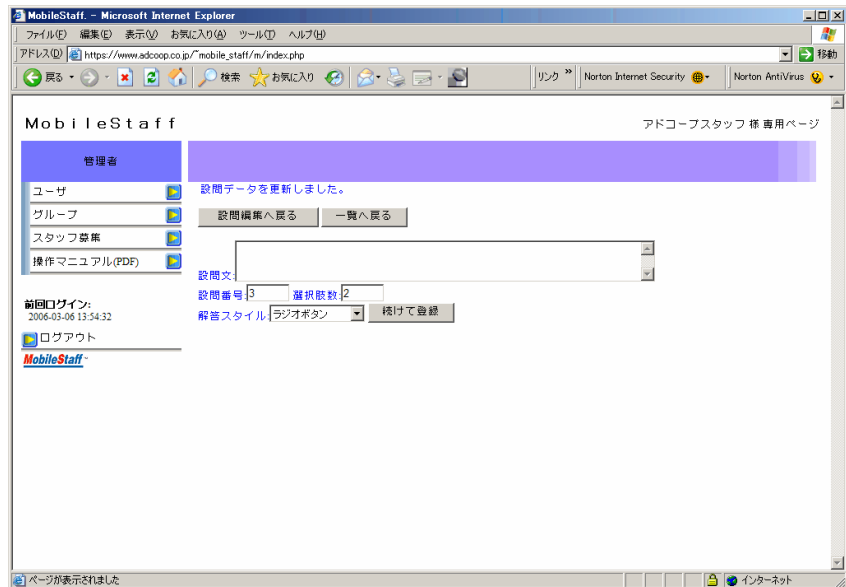 MobileStaff. - Microsoft Internet Explorer
ファイル(F) 編集(E) 表示(V) お気に入り(A) ツール(T) ヘルプ(H)
アドレス(D) https://www.adcoop.co.jp/~mobile_staff/m/index.php 移動
戻る 検索 お気に入り リンク » Norton Internet Security Norton AntiVirus
MobileStaff アドコープスタッフ 様 専用ページ
管理者
ユーザ
グループ
スタッフ募集
操作マニュアル(PDF)
前回ログイン:
2006-03-06 13:54:32
ログアウト
MobileStaff
設問データを更新しました。
設問編集へ戻る 一覧へ戻る
設問文:
設問番号:3 選択肢数:2
解答スタイル:ラジオボタン 続けて登録
ページが表示されました インターネット